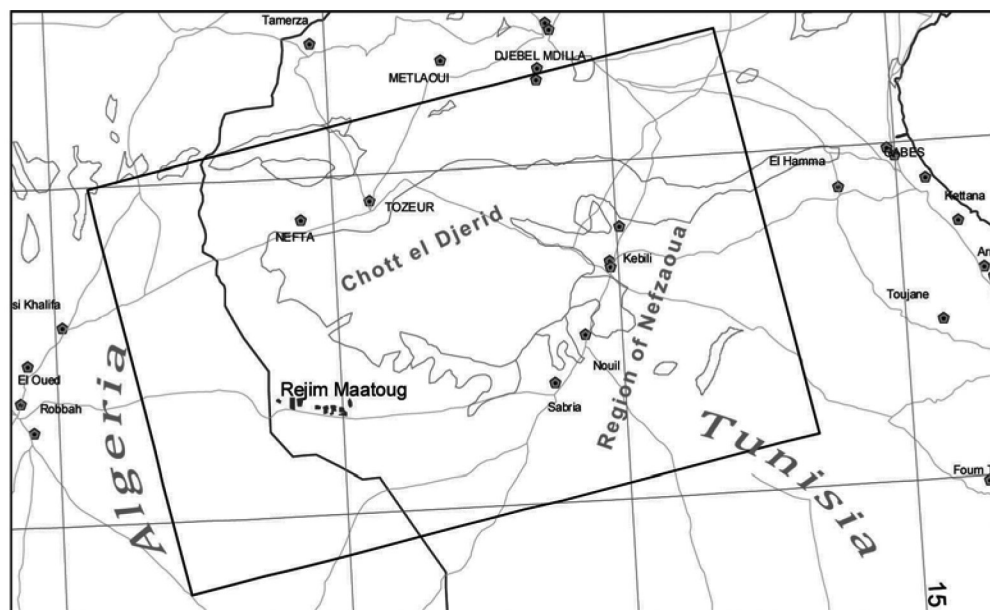 Tamerza
DJEBEL MDILLA
METLAOUI
El Hamma
GABES
Kettana
TOZEUR
NEFTA
Chott el Djerid
Kebili
Region of Nefzaoua
Toujane
si Khalifa
El Oued
Robbah
Algeria
Rejim Maatoug
Nouil
Sabria
Tunisia
Foum T
An
15